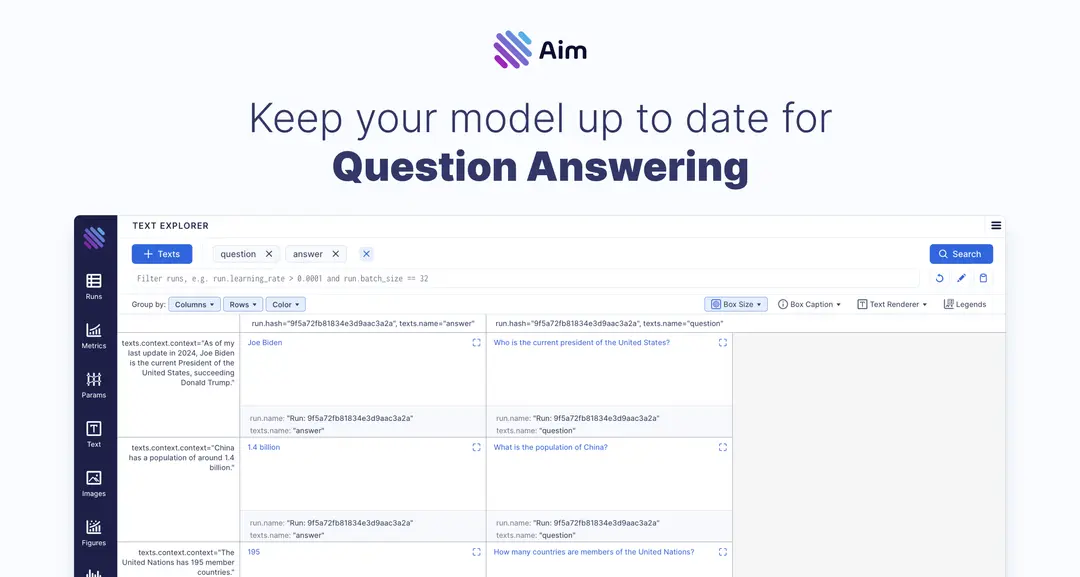 Aim
Keep your model up to date for
Question Answering
TEXT EXPLORER
+ Texts
question ✕
answer ✕
✕
Search
Filter runs, e.g. run.learning_rate > 0.0001 and run.batch_size == 32
Group by: Columns Rows Color
Box Size
Box Caption
Text Renderer
Legends
Runs
Metrics
Params
Text
Images
Figures
run.hash="9f5a72fb81834e3d9aac3a2a", texts.name="answer"
run.hash="9f5a72fb81834e3d9aac3a2a", texts.name="question"
texts.context.context="As of my
last update in 2024, Joe Biden
is the current President of the
United States, succeeding
Donald Trump."
Joe Biden
Who is the current president of the United States?
run.name: "Run: 9f5a72fb81834e3d9aac3a2a"
texts.name: "answer"
run.name: "Run: 9f5a72fb81834e3d9aac3a2a"
texts.name: "question"
texts.context.context="China
has a population of around 1.4
billion."
1.4 billion
What is the population of China?
run.name: "Run: 9f5a72fb81834e3d9aac3a2a"
texts.name: "answer"
run.name: "Run: 9f5a72fb81834e3d9aac3a2a"
texts.name: "question"
texts.context.context="The
United Nations has 195 member
countries."
195
How many countries are members of the United Nations?